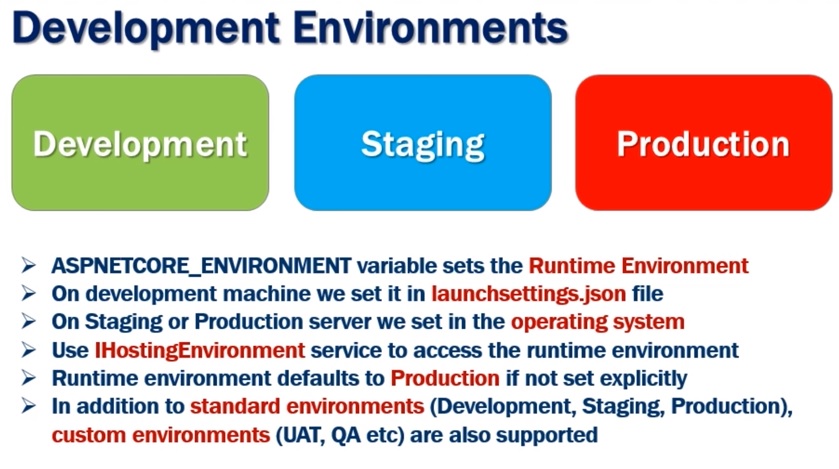 Development Environments
Development
Staging
Production
➢ ASPNETCORE_ENVIRONMENT variable sets the Runtime Environment
➢ On development machine we set it in launchsettings.json file
➢ On Staging or Production server we set in the operating system
➢ Use IHostingEnvironment service to access the runtime environment
➢ Runtime environment defaults to Production if not set explicitly
➢ In addition to standard environments (Development, Staging, Production),
custom environments (UAT, QA etc) are also supported